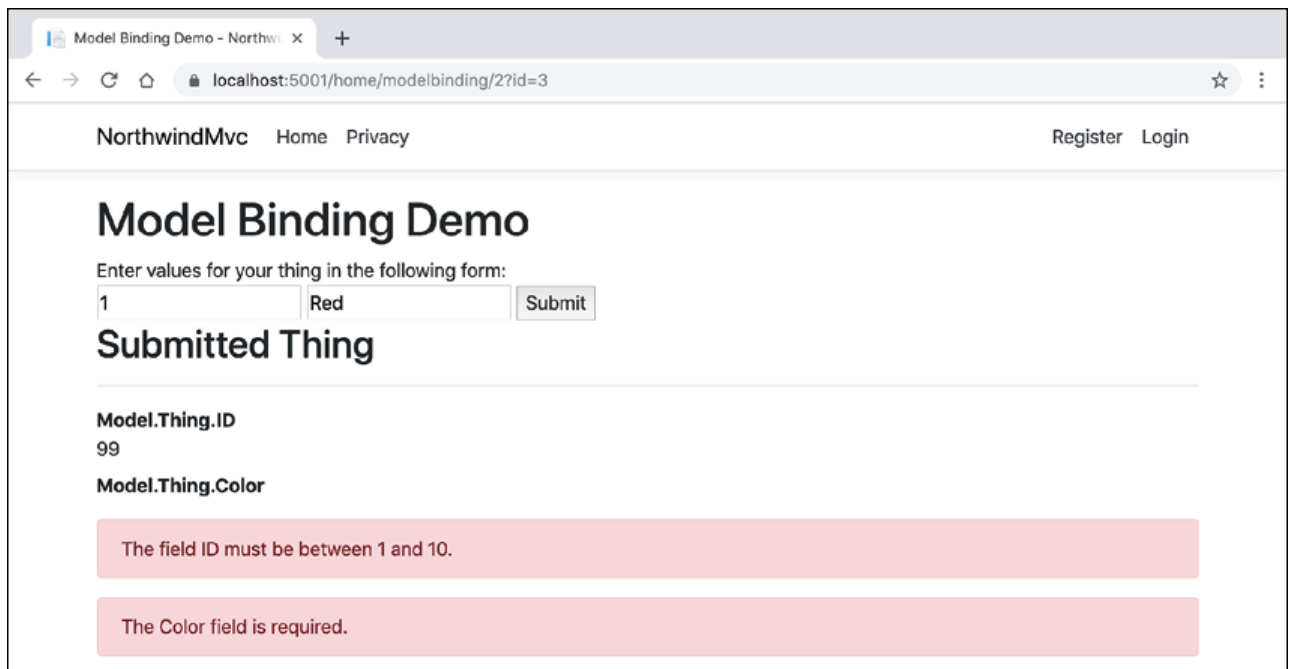 Model Binding Demo - Northwi
localhost:5001/home/modelbinding/2?id=3
NorthwindMvc Home Privacy Register Login
Model Binding Demo
Enter values for your thing in the following form:
1 Red Submit
Submitted Thing
Model.Thing.ID
99
Model.Thing.Color
The field ID must be between 1 and 10.
The Color field is required.